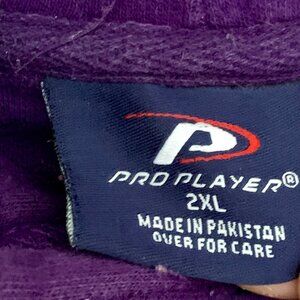 P
PRO PLAYER®
2XL
MADE IN PAKISTAN
OVER FOR CARE